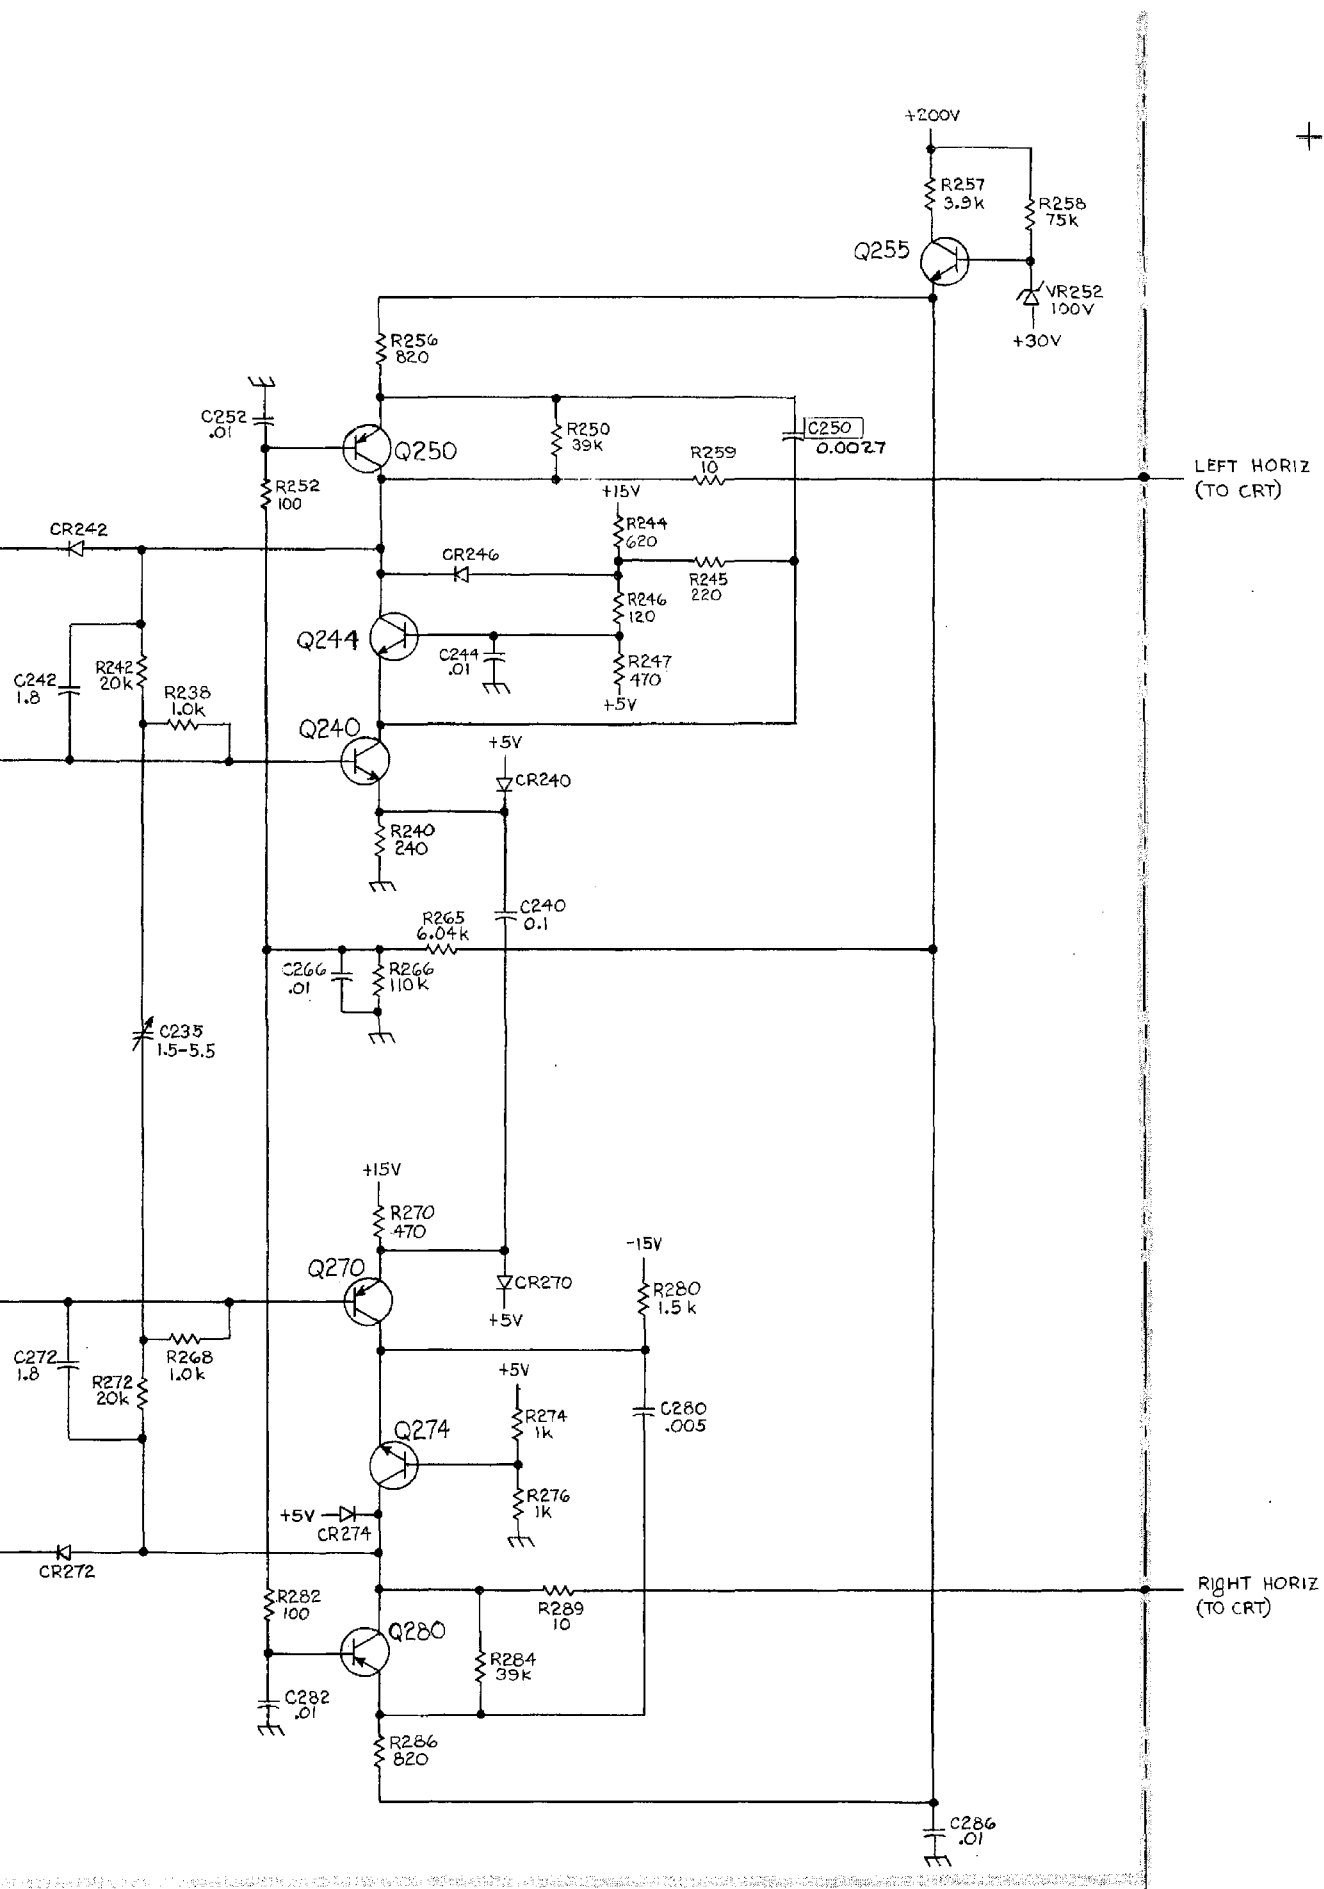 +200V
R257
3.9k
R258
75k
Q255
VR252
100V
+30V
R256
820
C252
.01
Q250
R250
39k
C250
0.0027
R259
10
LEFT HORIZ
(TO CRT)
R252
100
+15V
R244
620
CR242
CR246
R245
220
R246
120
Q244
C244
.01
R247
470
+5V
C242
1.8
R242
20k
R238
1.0k
Q240
+5V
CR240
R240
240
C240
0.1
R265
6.04k
C266
.01
R266
110k
C235
1.5-5.5
+15V
R270
470
-15V
Q270
CR270
+5V
R280
1.5k
C272
1.8
R268
1.0k
R272
20k
+5V
R274
1k
C280
.005
Q274
R276
1k
+5V
CR274
CR272
R282
100
R289
10
RIGHT HORIZ
(TO CRT)
Q280
R284
39k
C282
.01
R286
820
C286
.01